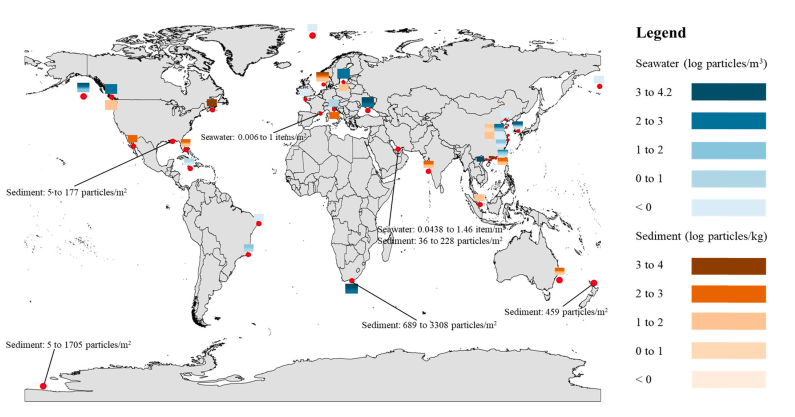 Legend
Seawater (log particles/m³)
3 to 4.2
2 to 3
1 to 2
0 to 1
< 0
Sediment (log particles/kg)
3 to 4
2 to 3
1 to 2
0 to 1
< 0
Seawater: 0.006 to 1 items/m³
Sediment: 5 to 177 particles/m²
Seawater: 0.0438 to 1.46 item/m³
Sediment: 36 to 228 particles/m²
Sediment: 459 particles/m²
Sediment: 689 to 3308 particles/m²
Sediment: 5 to 1705 particles/m²